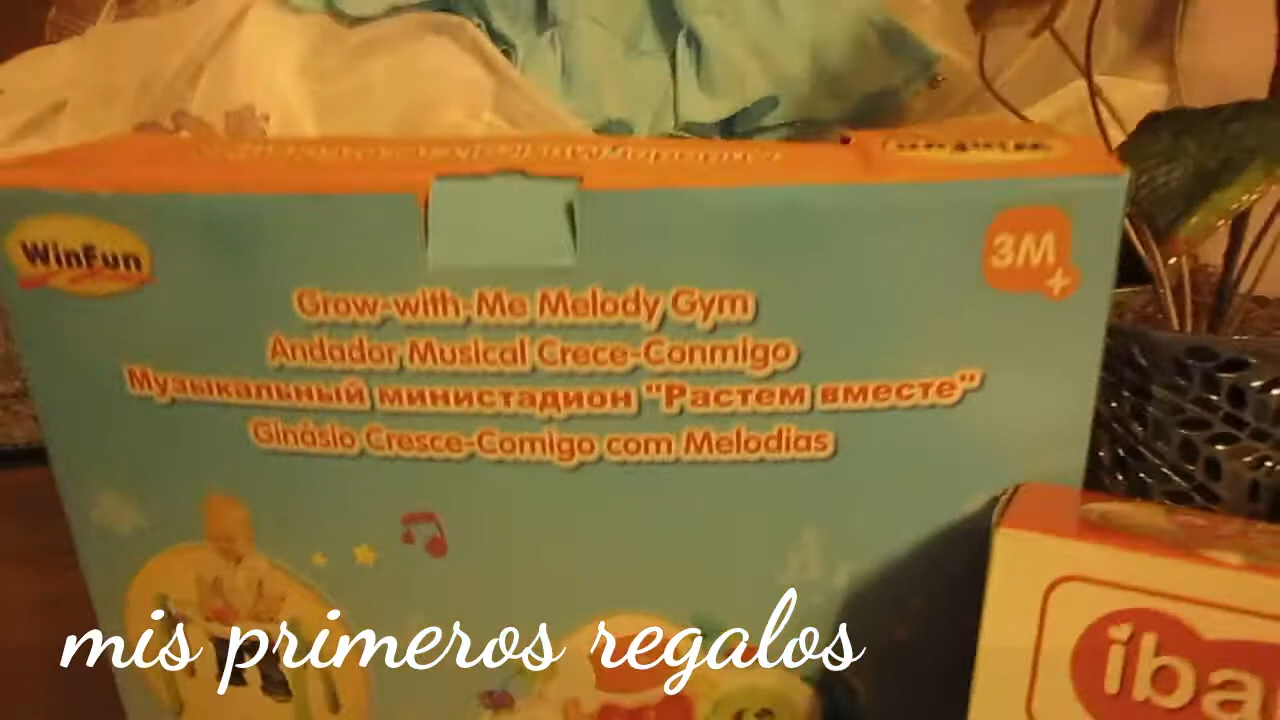 WinFun
3M+
Grow-with-Me Melody Gym
Andador Musical Crece-Conmigo
Музыкальный министадион "Растем вместе"
Ginásio Cresce-Comigo com Melodias
mis primeros regalos